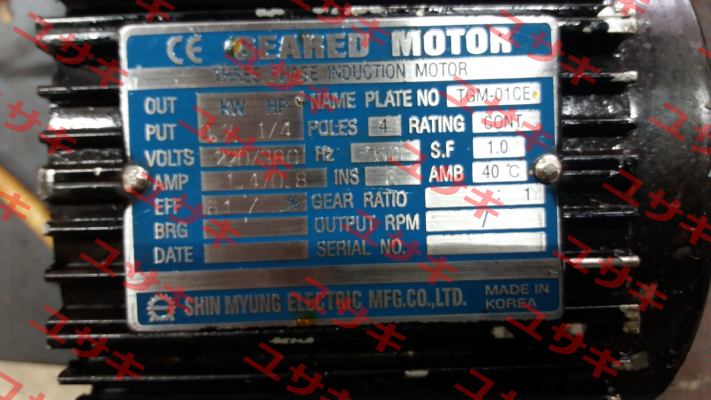 CE GEARED MOTOR
THREE PHASE INDUCTION MOTOR
OUT PUT KW HP 1/4 NAME PLATE NO TGM-01CE
POLES 4 RATING CONT.
VOLTS 220/380 Hz S.F 1.0
AMP 1.4/0.8 INS AMB 40 °C
EFF % GEAR RATIO : 1
BRG OUTPUT RPM /
DATE SERIAL NO.
SHIN MYUNG ELECTRIC MFG.CO.,LTD. MADE IN KOREA
ユサキ